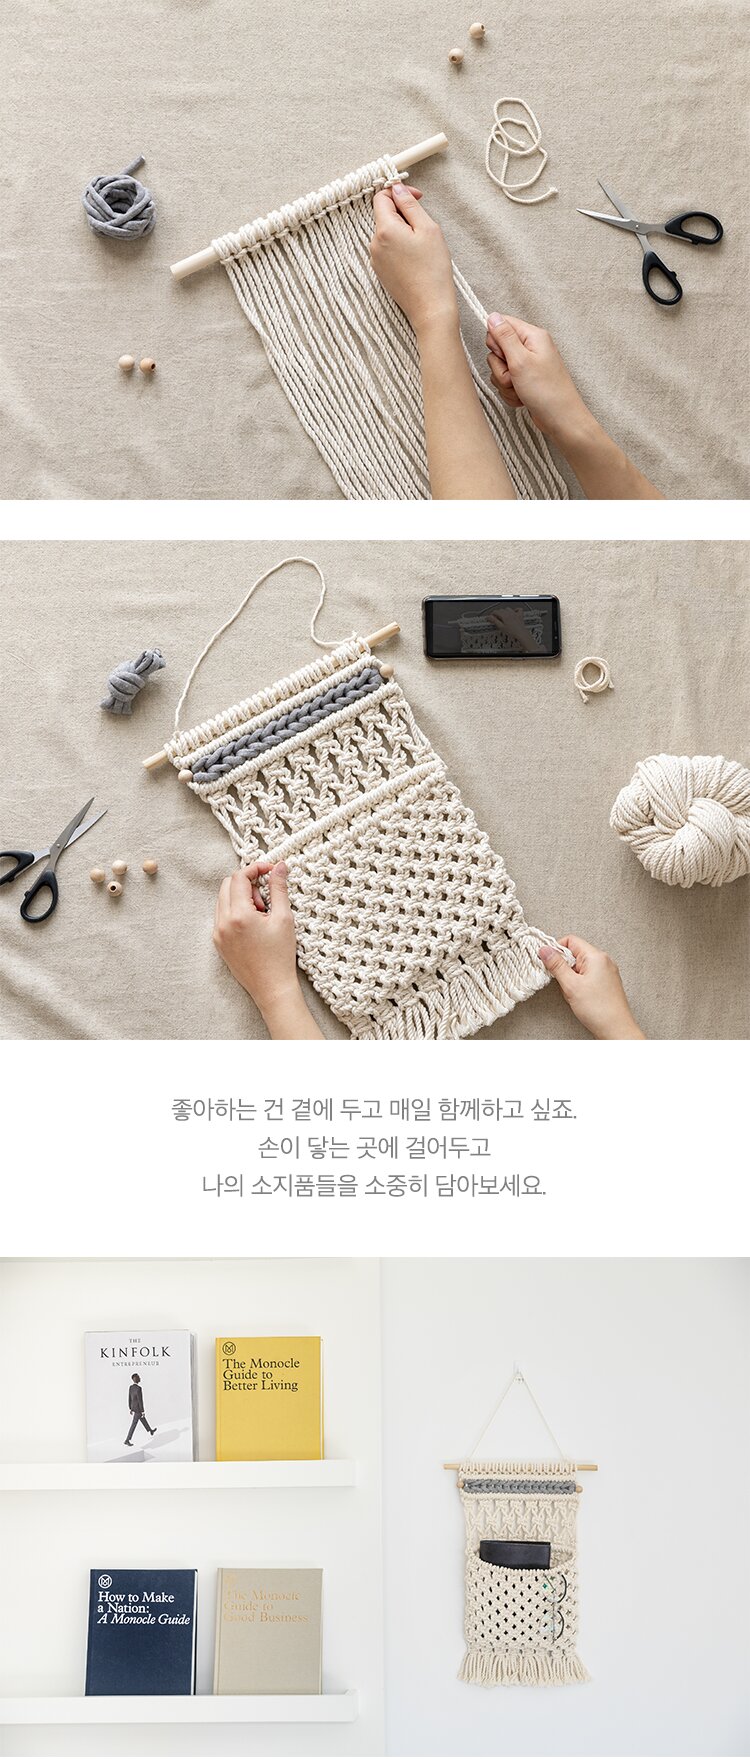 좋아하는 건 곁에 두고 매일 함께하고 싶죠.
손이 닿는 곳에 걸어두고
나의 소지품들을 소중히 담아보세요.
THE
KINFOLK
ENTREPRENEUR
The Monocle
Guide to
Better Living
How to Make
a Nation:
A Monocle Guide
The Monocle
Guide to
Good Business